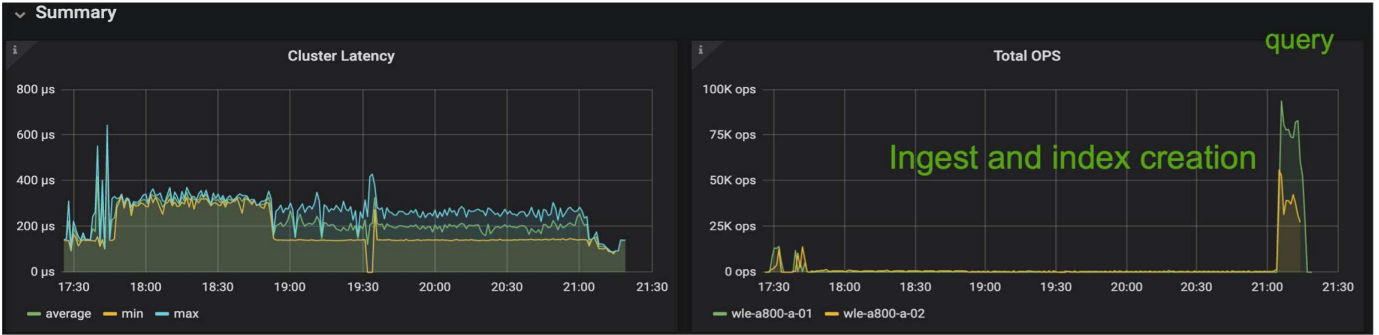 Summary
Cluster Latency
800 µs
600 µs
400 µs
200 µs
0 µs
17:30 18:00 18:30 19:00 19:30 20:00 20:30 21:00 21:30
average min max
query
Total OPS
100K ops
75K ops
Ingest and index creation
50K ops
25K ops
0 ops
17:30 18:00 18:30 19:00 19:30 20:00 20:30 21:00 21:30
wle-a800-a-01 wle-a800-a-02